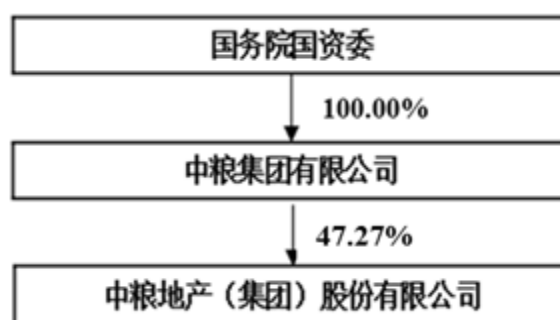 国务院国资委
100.00%
中粮集团有限公司
47.27%
中粮地产（集团）股份有限公司